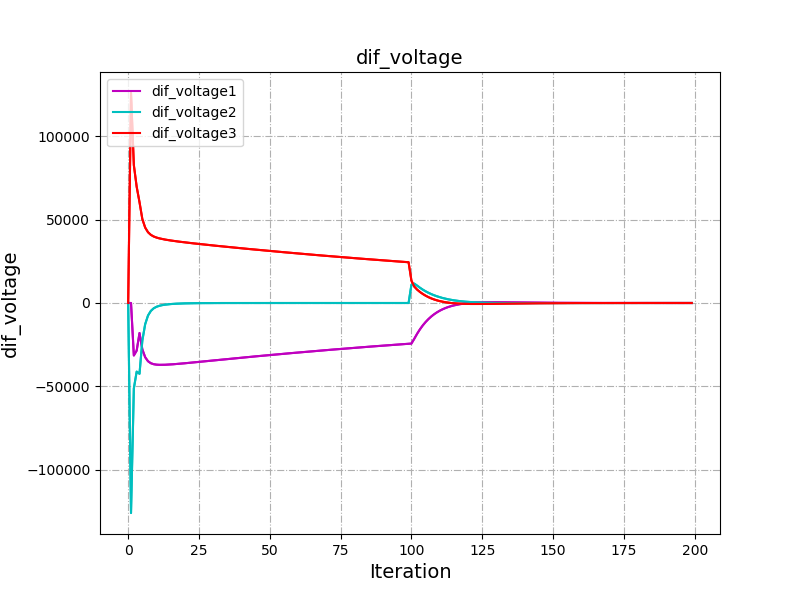 dif_voltage
dif_voltage1
dif_voltage2
dif_voltage3
dif_voltage
100000
50000
0
−50000
−100000
0 25 50 75 100 125 150 175 200
Iteration